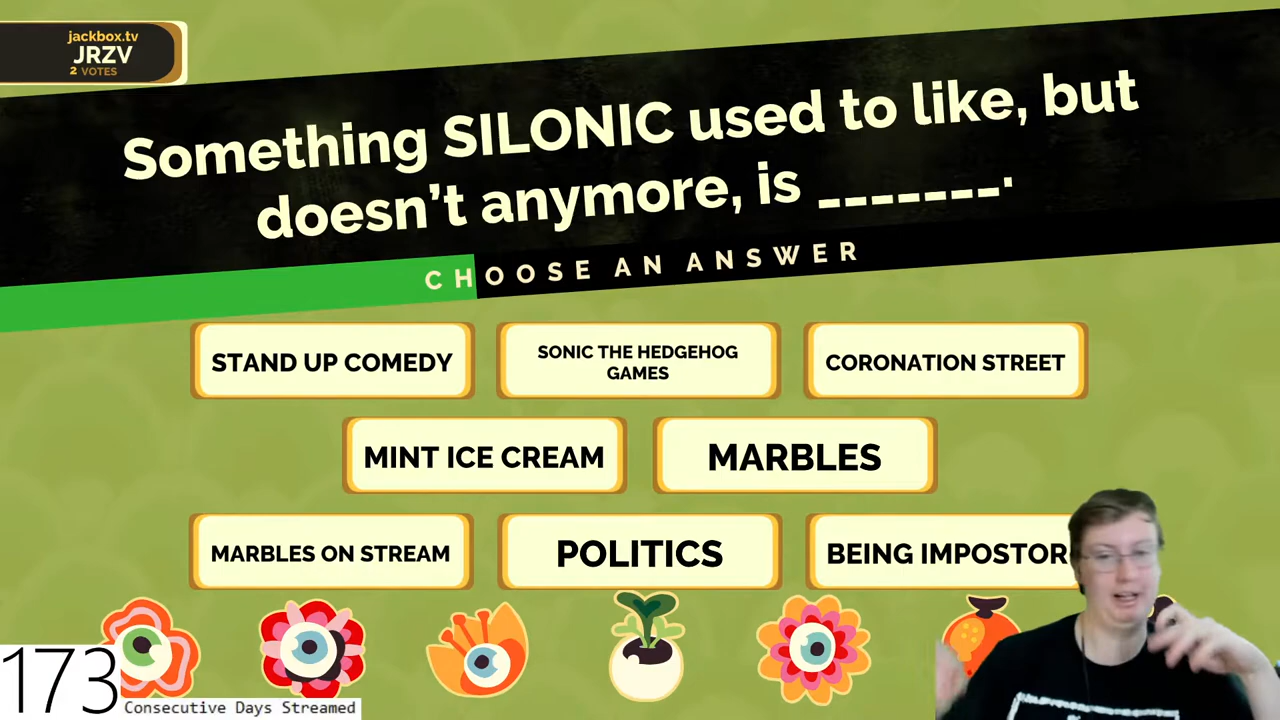 jackbox.tv
JRZV
2 VOTES
Something SILONIC used to like, but
doesn't anymore, is _______.
CHOOSE AN ANSWER
STAND UP COMEDY
SONIC THE HEDGEHOG
GAMES
CORONATION STREET
MINT ICE CREAM
MARBLES
MARBLES ON STREAM
POLITICS
BEING IMPOSTOR
173
Consecutive Days Streamed